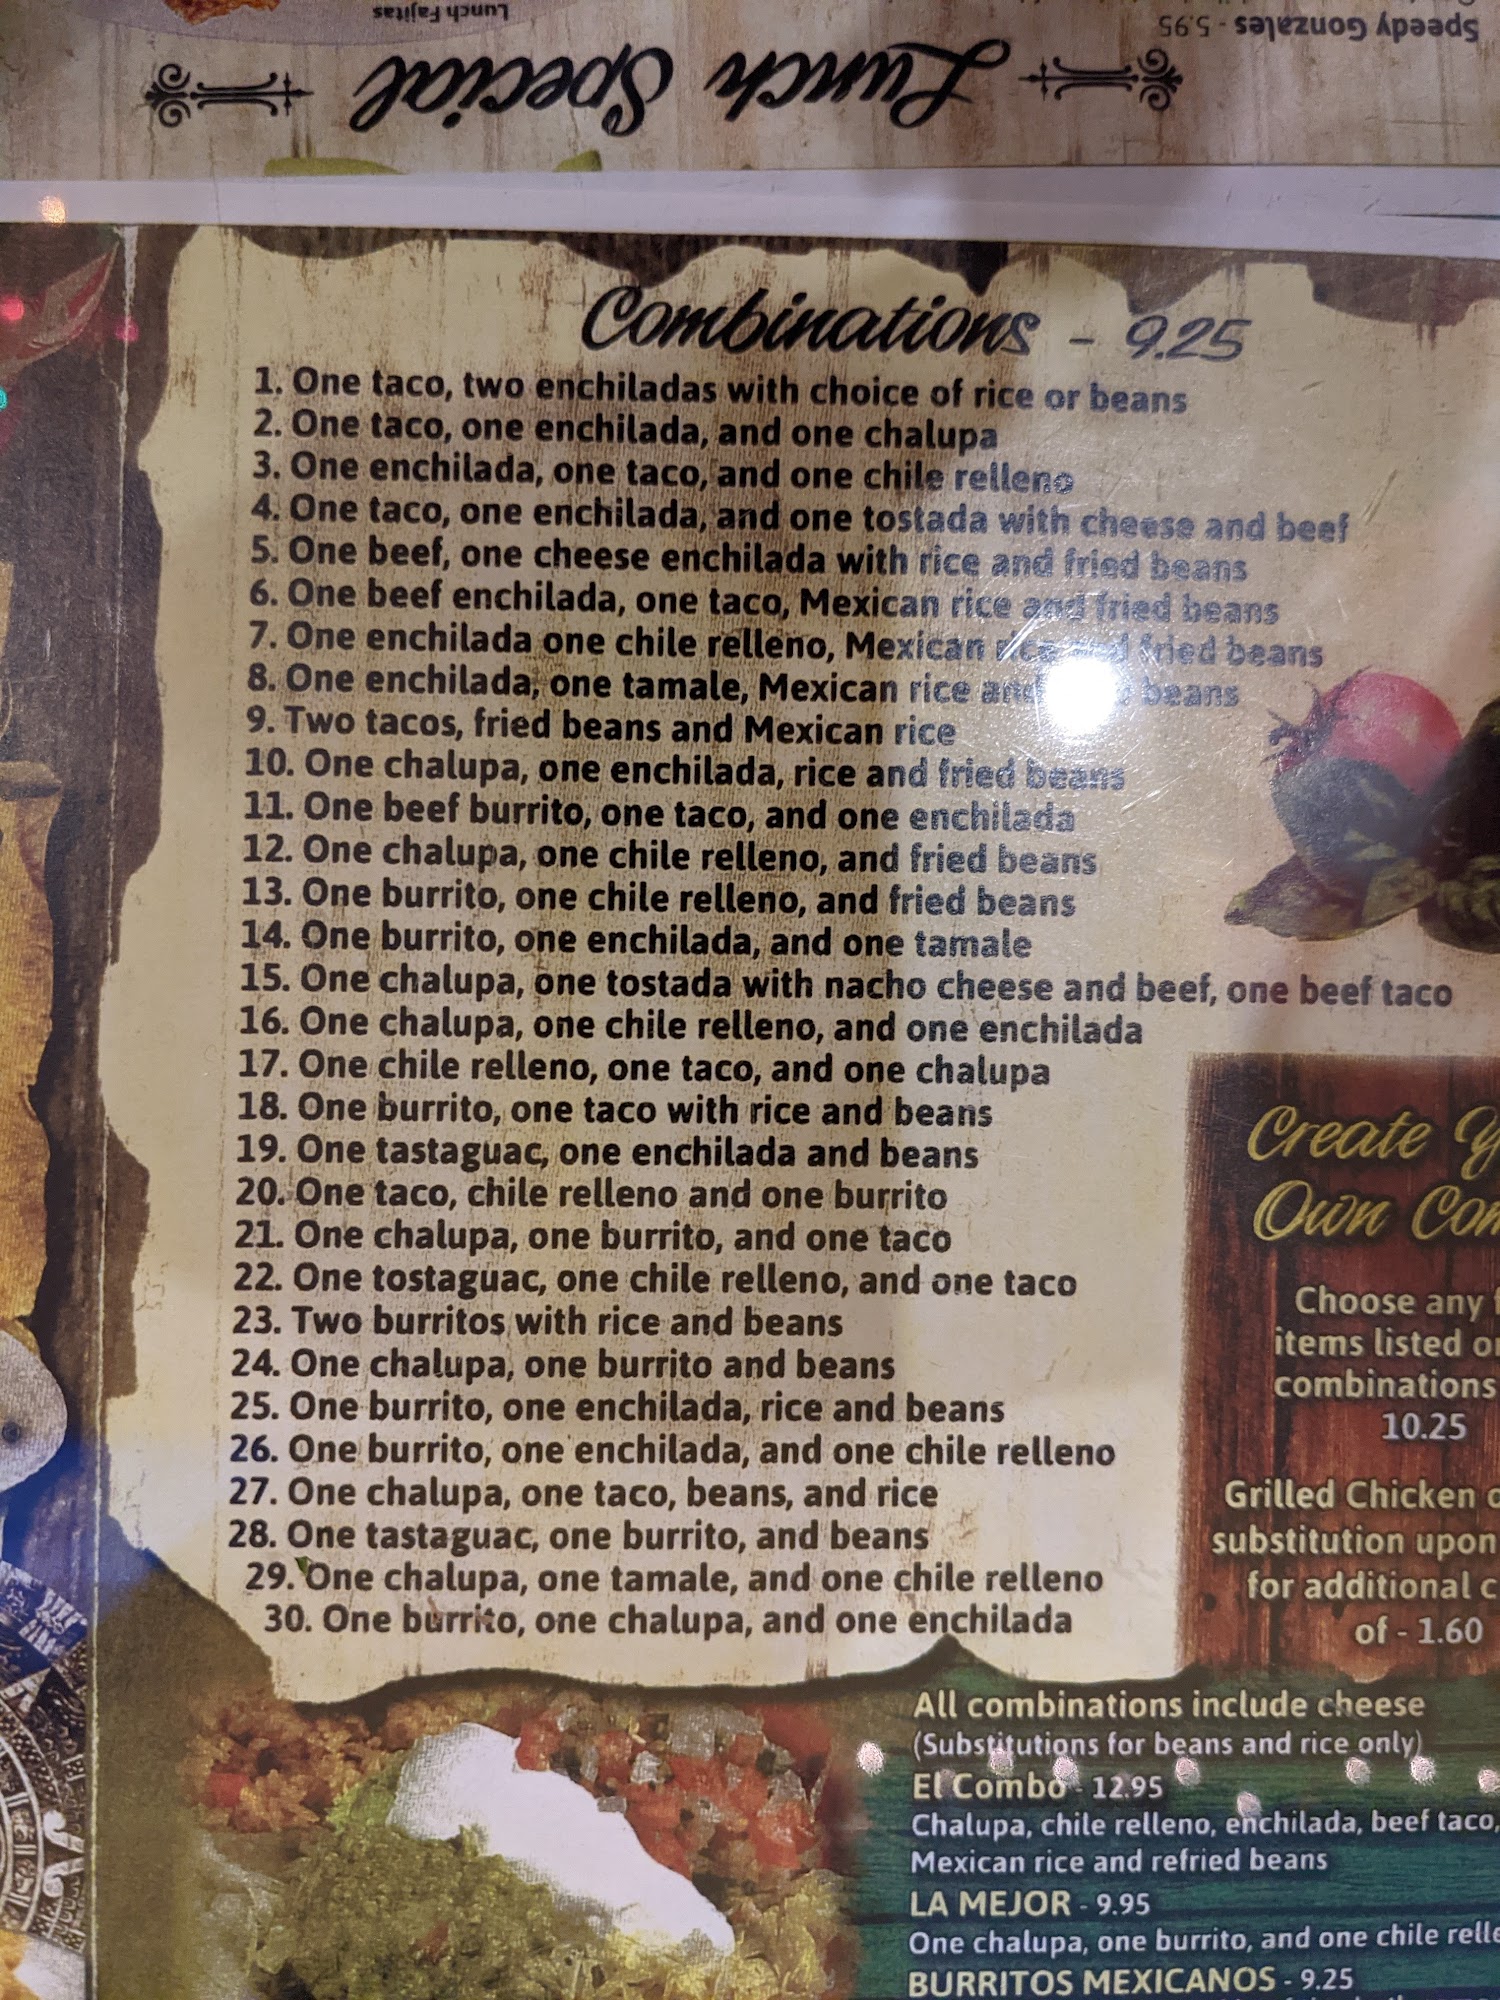 Lunch Fajitas
Speedy Gonzales - 5.95
Lunch Special
Combinations - 9.25
1. One taco, two enchiladas with choice of rice or beans
2. One taco, one enchilada, and one chalupa
3. One enchilada, one taco, and one chile relleno
4. One taco, one enchilada, and one tostada with cheese and beef
5. One beef, one cheese enchilada with rice and fried beans
6. One beef enchilada, one taco, Mexican rice and fried beans
7. One enchilada one chile relleno, Mexican rice and fried beans
8. One enchilada, one tamale, Mexican rice and beans
9. Two tacos, fried beans and Mexican rice
10. One chalupa, one enchilada, rice and fried beans
11. One beef burrito, one taco, and one enchilada
12. One chalupa, one chile relleno, and fried beans
13. One burrito, one chile relleno, and fried beans
14. One burrito, one enchilada, and one tamale
15. One chalupa, one tostada with nacho cheese and beef, one beef taco
16. One chalupa, one chile relleno, and one enchilada
17. One chile relleno, one taco, and one chalupa
18. One burrito, one taco with rice and beans
19. One tastaguac, one enchilada and beans
20. One taco, chile relleno and one burrito
21. One chalupa, one burrito, and one taco
22. One tostaguac, one chile relleno, and one taco
23. Two burritos with rice and beans
24. One chalupa, one burrito and beans
25. One burrito, one enchilada, rice and beans
26. One burrito, one enchilada, and one chile relleno
27. One chalupa, one taco, beans, and rice
28. One tastaguac, one burrito, and beans
29. One chalupa, one tamale, and one chile relleno
30. One burrito, one chalupa, and one enchilada
Create
Own
Choose any
items listed
combinations
10.25
Grilled Chicken
substitution upon
for additional
of - 1.60
All combinations include cheese
(Substitutions for beans and rice only)
El Combo - 12.95
Chalupa, chile relleno, enchilada, beef taco,
Mexican rice and refried beans
LA MEJOR - 9.95
One chalupa, one burrito, and one chile
BURRITOS MEXICANOS - 9.25